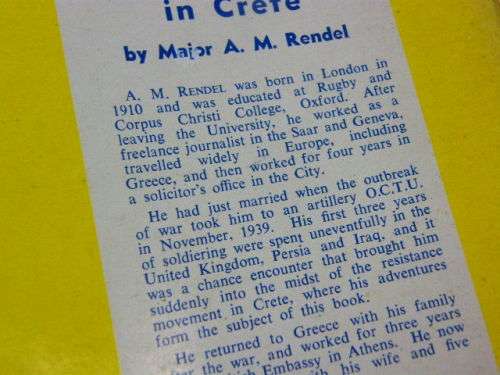 in Crete
by Major A. M. Rendel
A. M. RENDEL was born in London in
1910 and was educated at Rugby and
Corpus Christi College, Oxford. After
leaving the University, he worked as a
freelance journalist in the Saar and Geneva,
travelled widely in Europe, including
Greece, and then worked for four years in
a solicitor's office in the City.
He had just married when the outbreak
of war took him to an artillery O.C.T.U.
in November, 1939. His first three years
of soldiering were spent uneventfully in the
United Kingdom, Persia and Iraq, and it
was a chance encounter that brought him
suddenly into the midst of the resistance
movement in Crete, where his adventures
form the subject of this book.
He returned to Greece with his family
after the war, and worked for three years
Embassy in Athens. He now
with his wife and five